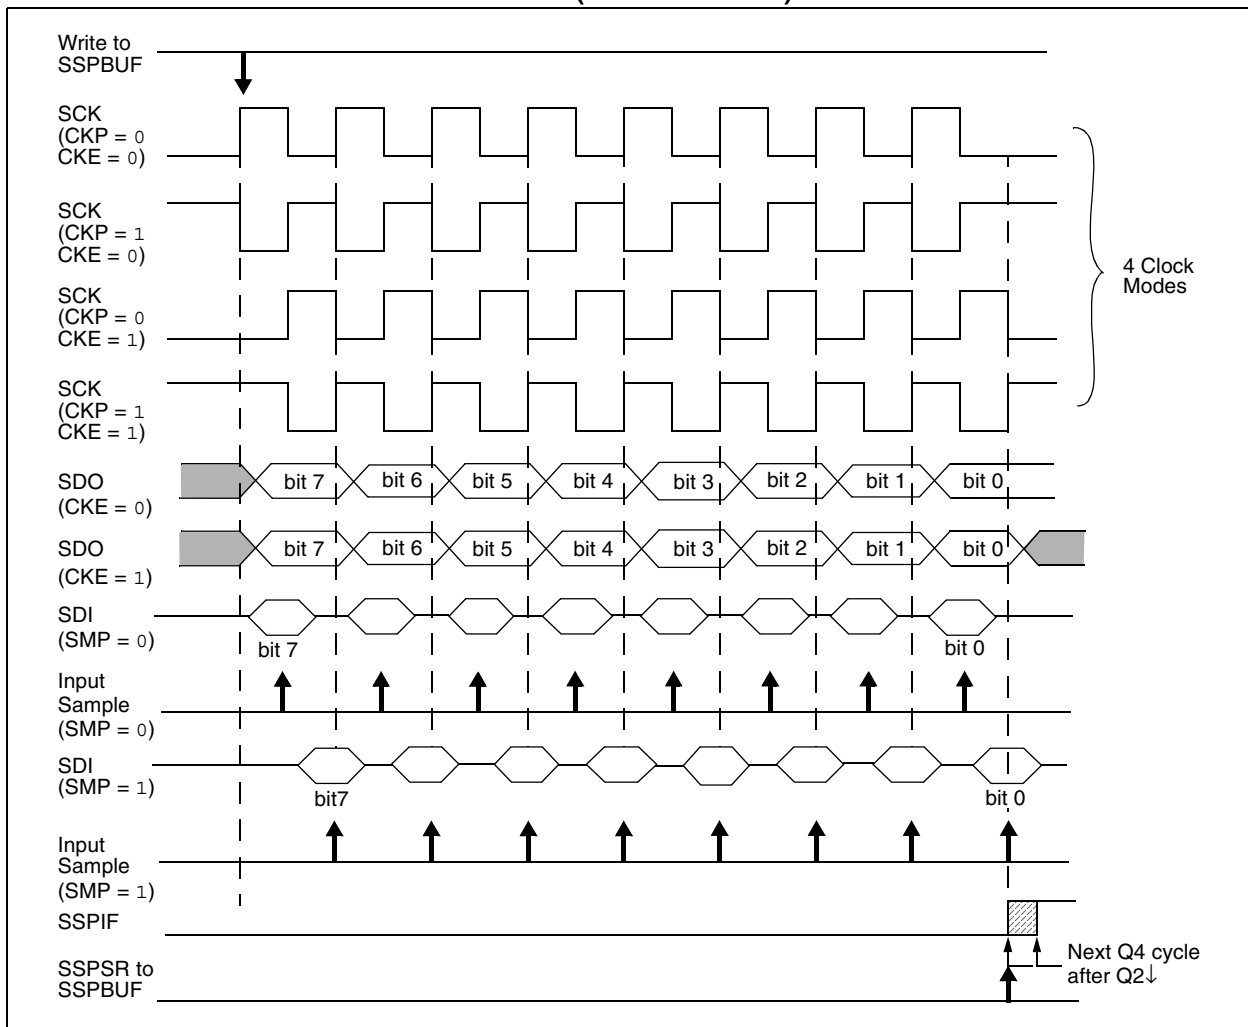 Write to
SSPBUF
SCK
(CKP = 0
CKE = 0)
SCK
(CKP = 1
CKE = 0)
SCK
(CKP = 0
CKE = 1)
SCK
(CKP = 1
CKE = 1)
4 Clock
Modes
SDO
(CKE = 0)
bit 7 bit 6 bit 5 bit 4 bit 3 bit 2 bit 1 bit 0
SDO
(CKE = 1)
bit 7 bit 6 bit 5 bit 4 bit 3 bit 2 bit 1 bit 0
SDI
(SMP = 0)
bit 7 bit 0
Input
Sample
(SMP = 0)
SDI
(SMP = 1)
bit7 bit 0
Input
Sample
(SMP = 1)
SSPIF
SSPSR to
SSPBUF
Next Q4 cycle
after Q2↓